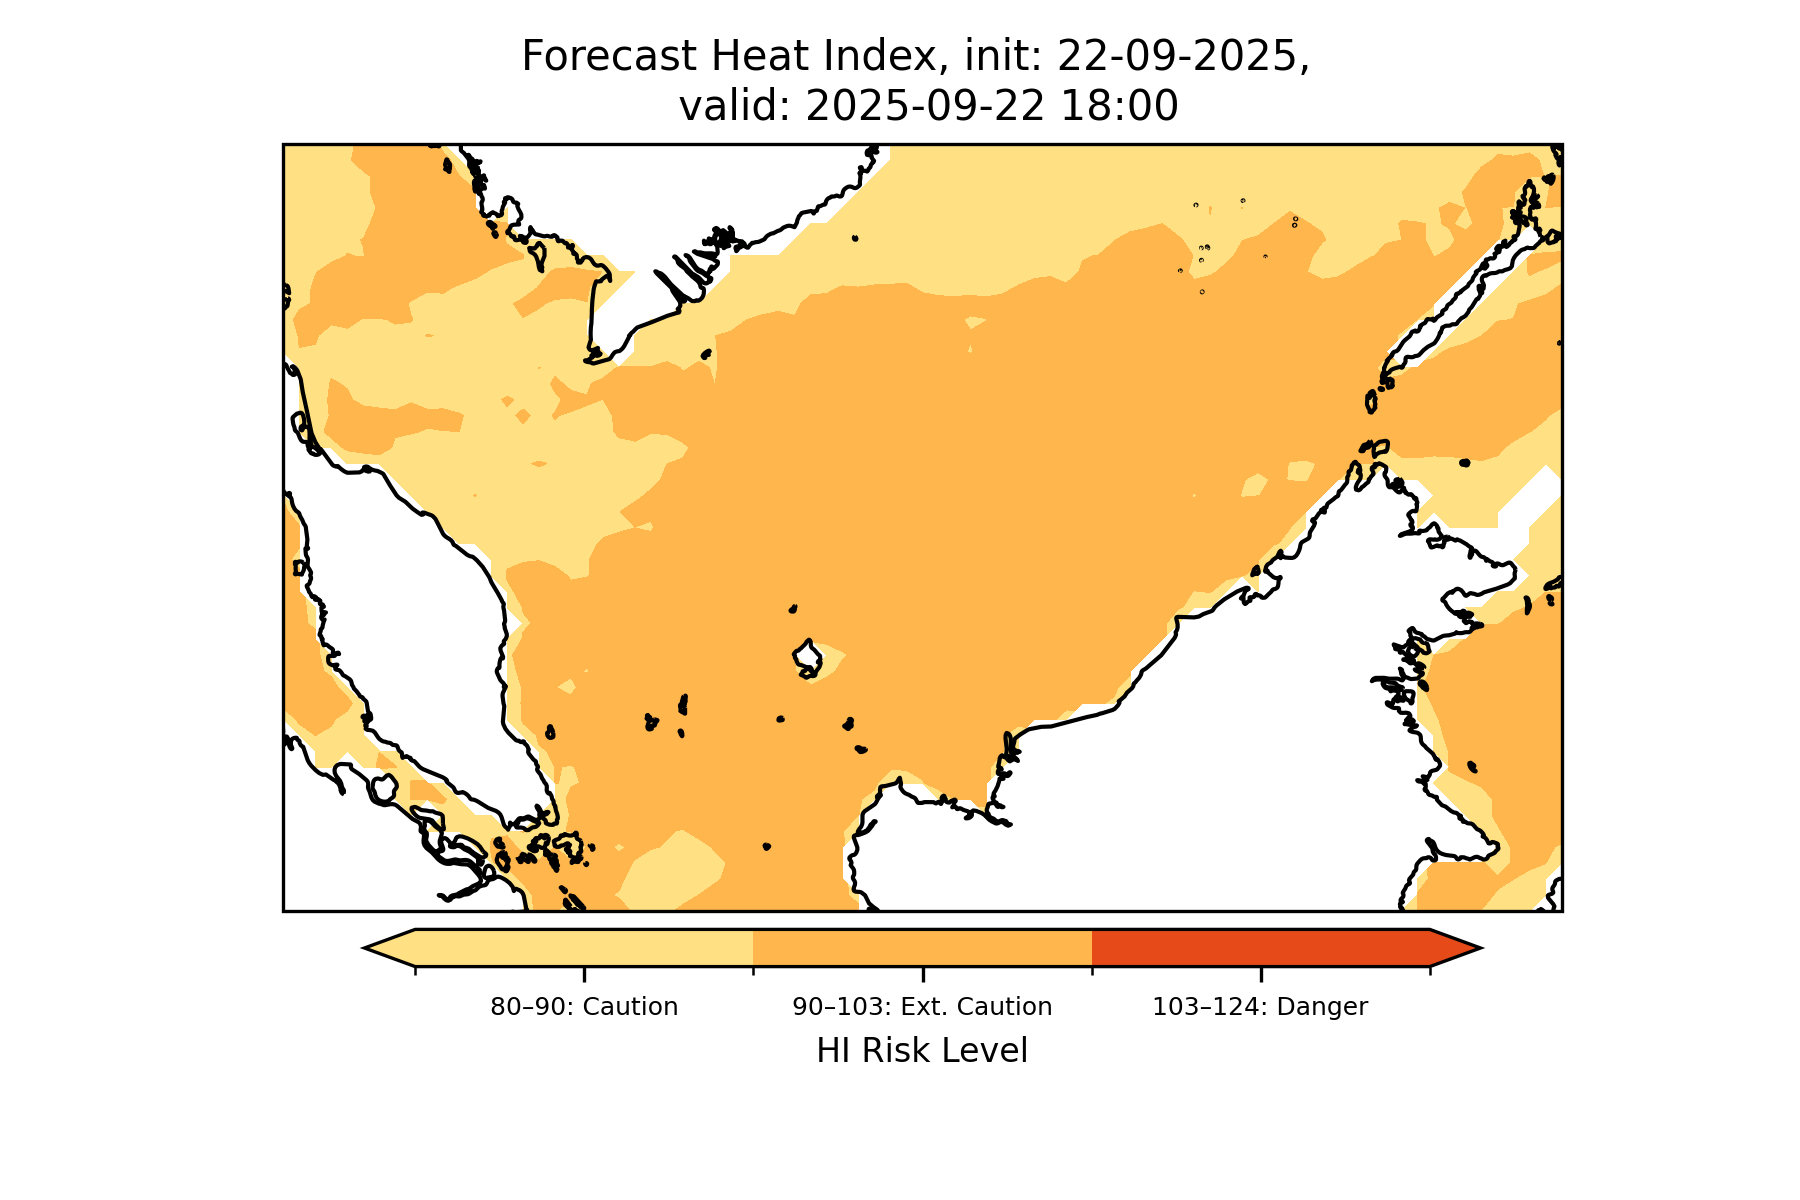 Forecast Heat Index, init: 22-09-2025,
valid: 2025-09-22 18:00
80–90: Caution
90–103: Ext. Caution
103–124: Danger
HI Risk Level